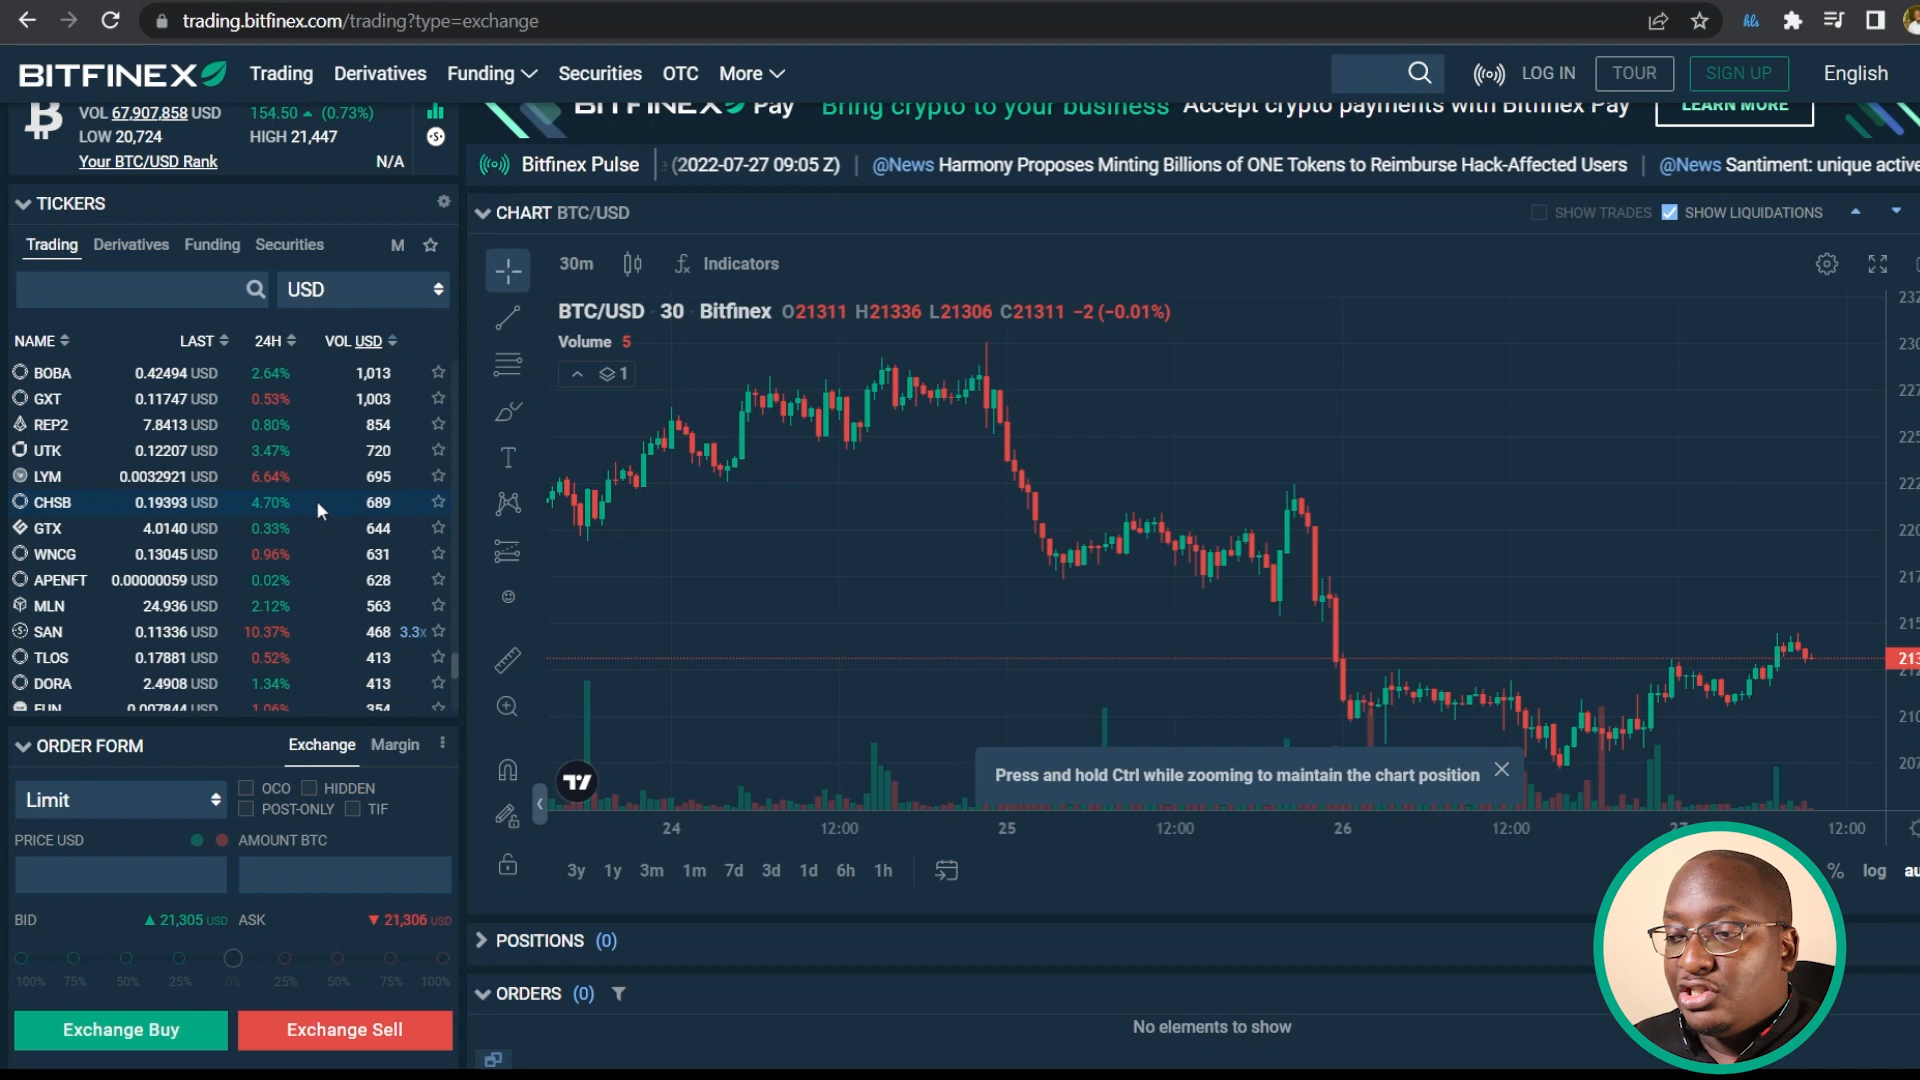 trading.bitfinex.com/trading?type=exchange
BITFINEX Trading Derivatives Funding Securities OTC More LOG IN TOUR SIGN UP English
VOL 67,907,858 USD 154.50 (0.73%)
LOW 20,724 HIGH 21,447
Your BTC/USD Rank N/A
BITFINEX Pay Bring crypto to your business Accept crypto payments with Bitfinex Pay LEARN MORE
Bitfinex Pulse (2022-07-27 09:05 Z) @News Harmony Proposes Minting Billions of ONE Tokens to Reimburse Hack-Affected Users @News Santiment: unique active
TICKERS
Trading Derivatives Funding Securities M
USD
NAME LAST 24H VOL USD
BOBA 0.42494 USD 2.64% 1,013
GXT 0.11747 USD 0.53% 1,003
REP2 7.8413 USD 0.80% 854
UTK 0.12207 USD 3.47% 720
LYM 0.0032921 USD 6.64% 695
CHSB 0.19393 USD 4.70% 689
GTX 4.0140 USD 0.33% 644
WNCG 0.13045 USD 0.96% 631
APENFT 0.00000059 USD 0.02% 628
MLN 24.936 USD 2.12% 563
SAN 0.11336 USD 10.37% 468 3.3x
TLOS 0.17881 USD 0.52% 413
DORA 2.4908 USD 1.34% 413
FUN 0.007844 USD 1.06% 354
CHART BTC/USD SHOW TRADES SHOW LIQUIDATIONS
30m Indicators
BTC/USD 30 Bitfinex O21311 H21336 L21306 C21311 −2 (−0.01%)
Volume 5
1
Press and hold Ctrl while zooming to maintain the chart position
24 12:00 25 12:00 26 12:00 12:00
3y 1y 3m 1m 7d 3d 1d 6h 1h % log
ORDER FORM Exchange Margin
Limit OCO HIDDEN
POST-ONLY TIF
PRICE USD AMOUNT BTC
BID 21,305 USD ASK 21,306 USD
100% 75% 50% 25% 0% 25% 50% 75% 100%
Exchange Buy Exchange Sell
POSITIONS (0)
ORDERS (0)
No elements to show